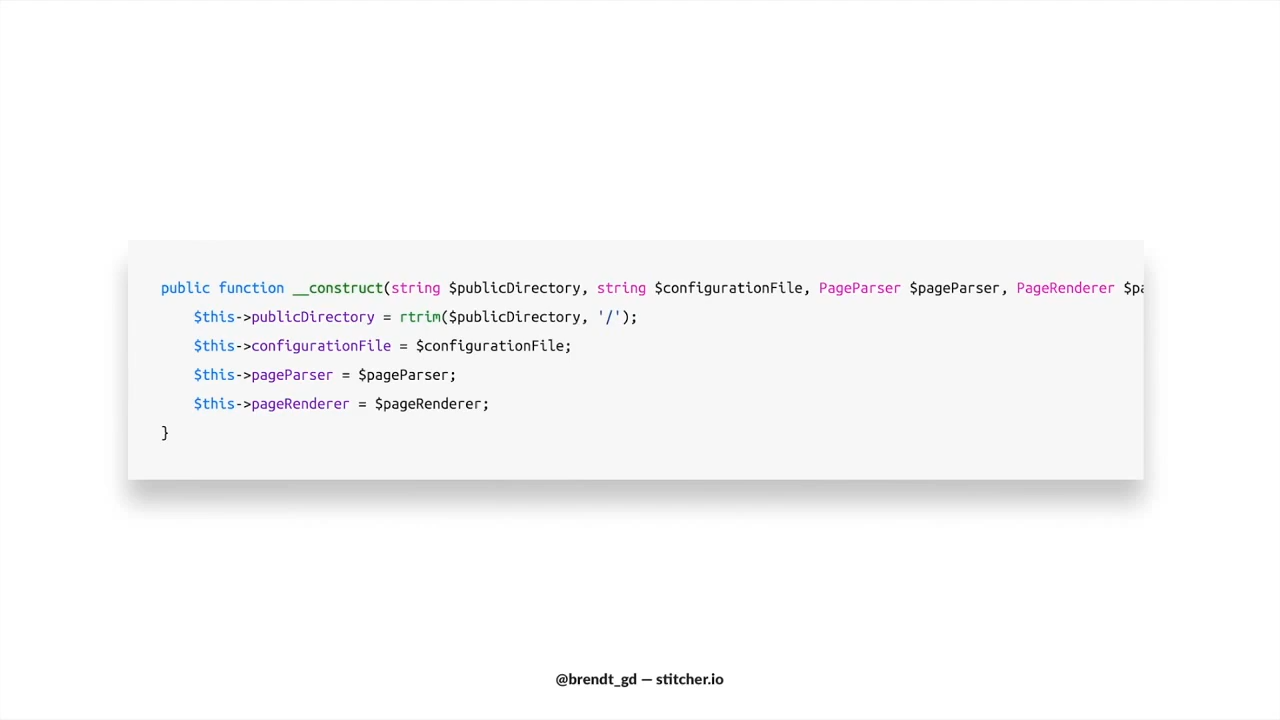 public function __construct(string $publicDirectory, string $configurationFile, PageParser $pageParser, PageRenderer $pa
$this->publicDirectory = rtrim($publicDirectory, '/');
$this->configurationFile = $configurationFile;
$this->pageParser = $pageParser;
$this->pageRenderer = $pageRenderer;
}
@brendt_gd — stitcher.io